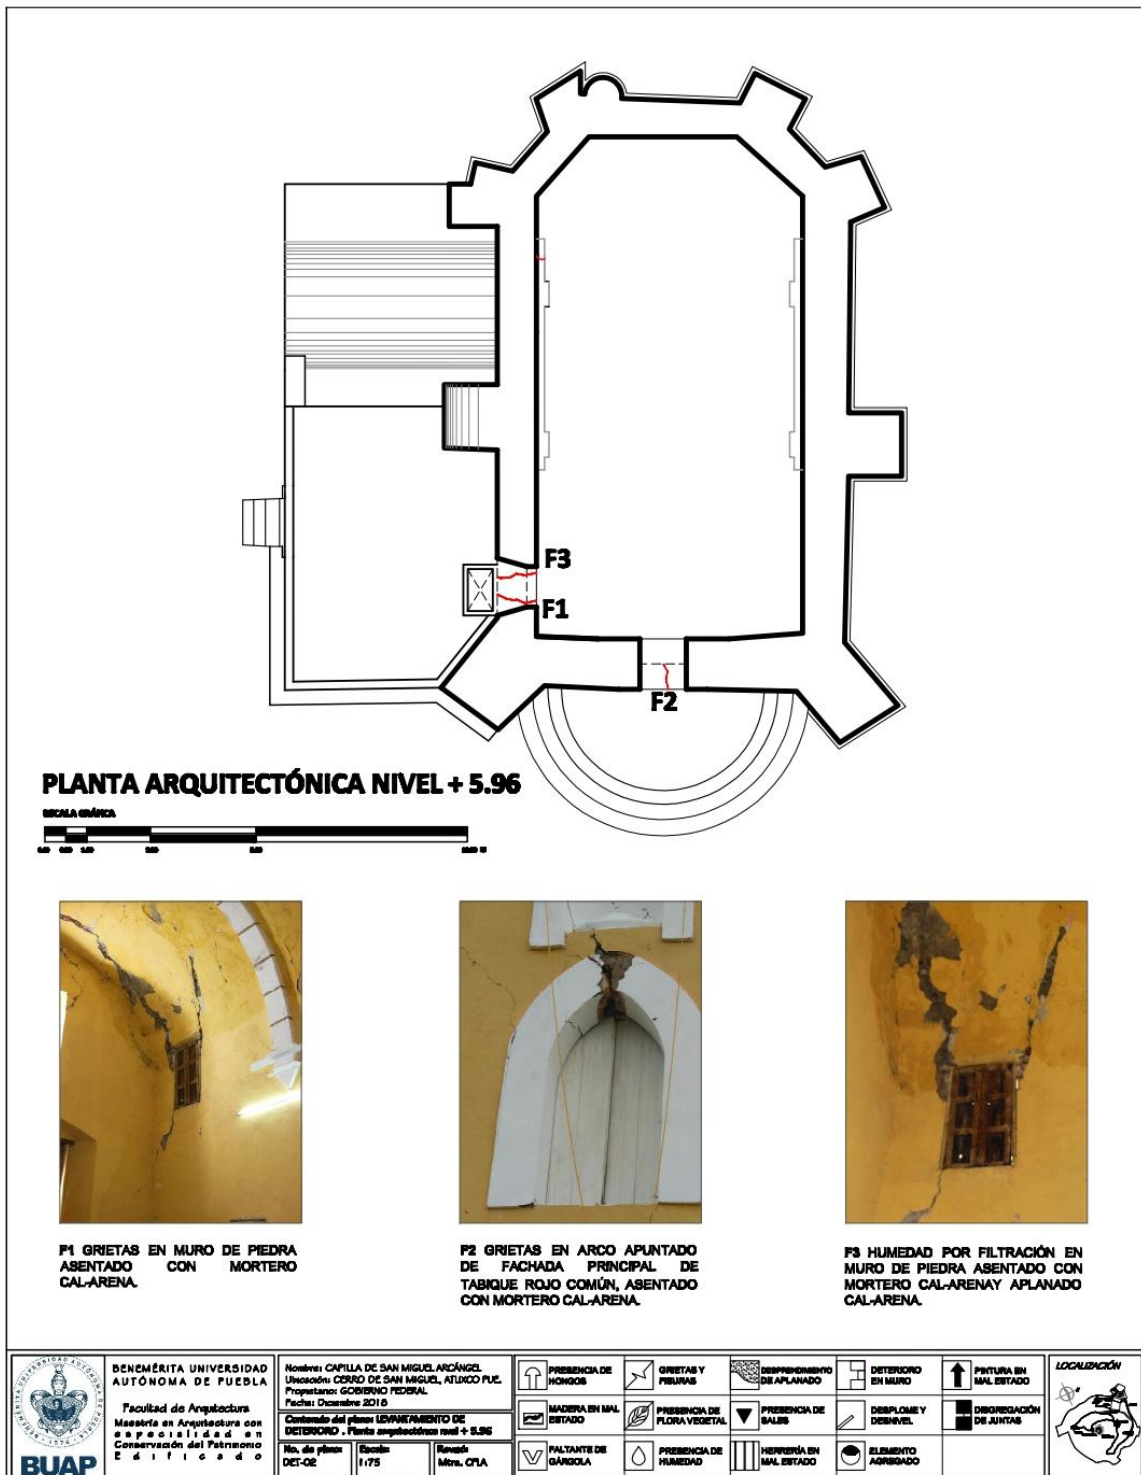 F3
F1
F2
PLANTA ARQUITECTÓNICA NIVEL + 5.96
ESCALA GRÁFICA
F1 GRIETAS EN MURO DE PIEDRA
ASENTADO CON MORTERO
CAL-ARENA.
F2 GRIETAS EN ARCO APUNTADO
DE FACHADA PRINCIPAL DE
TABIQUE ROJO COMÚN, ASENTADO
CON MORTERO CAL-ARENA.
F3 HUMEDAD POR FILTRACIÓN EN
MURO DE PIEDRA ASENTADO CON
MORTERO CAL-ARENAY APLANADO
CAL-ARENA.
BUAP
BENEMÉRITA UNIVERSIDAD
AUTÓNOMA DE PUEBLA
Facultad de Arquitectura
Maestría en Arquitectura con
especialidad en
Conservación del Patrimonio
Edificado
Nombre: CAPILLA DE SAN MIGUEL ARCÁNGEL
Ubicación: CERRO DE SAN MIGUEL, ATLIXCO PUE.
Propietario: GOBIERNO FEDERAL
Fecha: Diciembre 2018
Contenido del plano: LEVANTAMIENTO DE
DETERIORO . Planta arquitectónica nivel + 5.96
No. de plano:
DET-02
Escala:
1:75
Revisó:
Mtra. CFLA
PRESENCIA DE
HONGOS
GRIETAS Y
FISURAS
DESPRENDIMIENTO
DE APLANADO
DETERIORO
EN MURO
PINTURA EN
MAL ESTADO
MADERA EN MAL
ESTADO
PRESENCIA DE
FLORA VEGETAL
PRESENCIA DE
SALES
DESPLOME Y
DESNIVEL
DISGREGACIÓN
DE JUNTAS
FALTANTE DE
GÁRGOLA
PRESENCIA DE
HUMEDAD
HERRERÍA EN
MAL ESTADO
ELEMENTO
AGREGADO
LOCALIZACIÓN